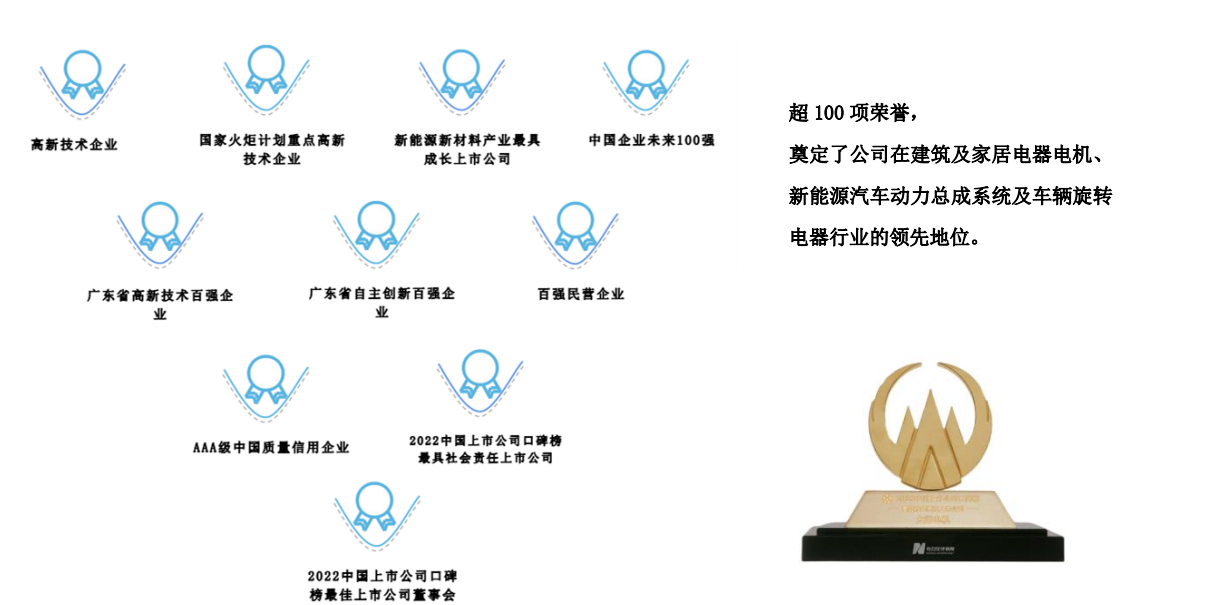 高新技术企业
国家火炬计划重点高新
技术企业
新能源新材料产业最具
成长上市公司
中国企业未来100强
超 100 项荣誉，
奠定了公司在建筑及家居电器电机、
新能源汽车动力总成系统及车辆旋转
电器行业的领先地位。
广东省高新技术百强企
业
广东省自主创新百强企
业
百强民营企业
AAA级中国质量信用企业
2022中国上市公司口碑榜
最具社会责任上市公司
2022中国上市公司口碑
榜最佳上市公司董事会